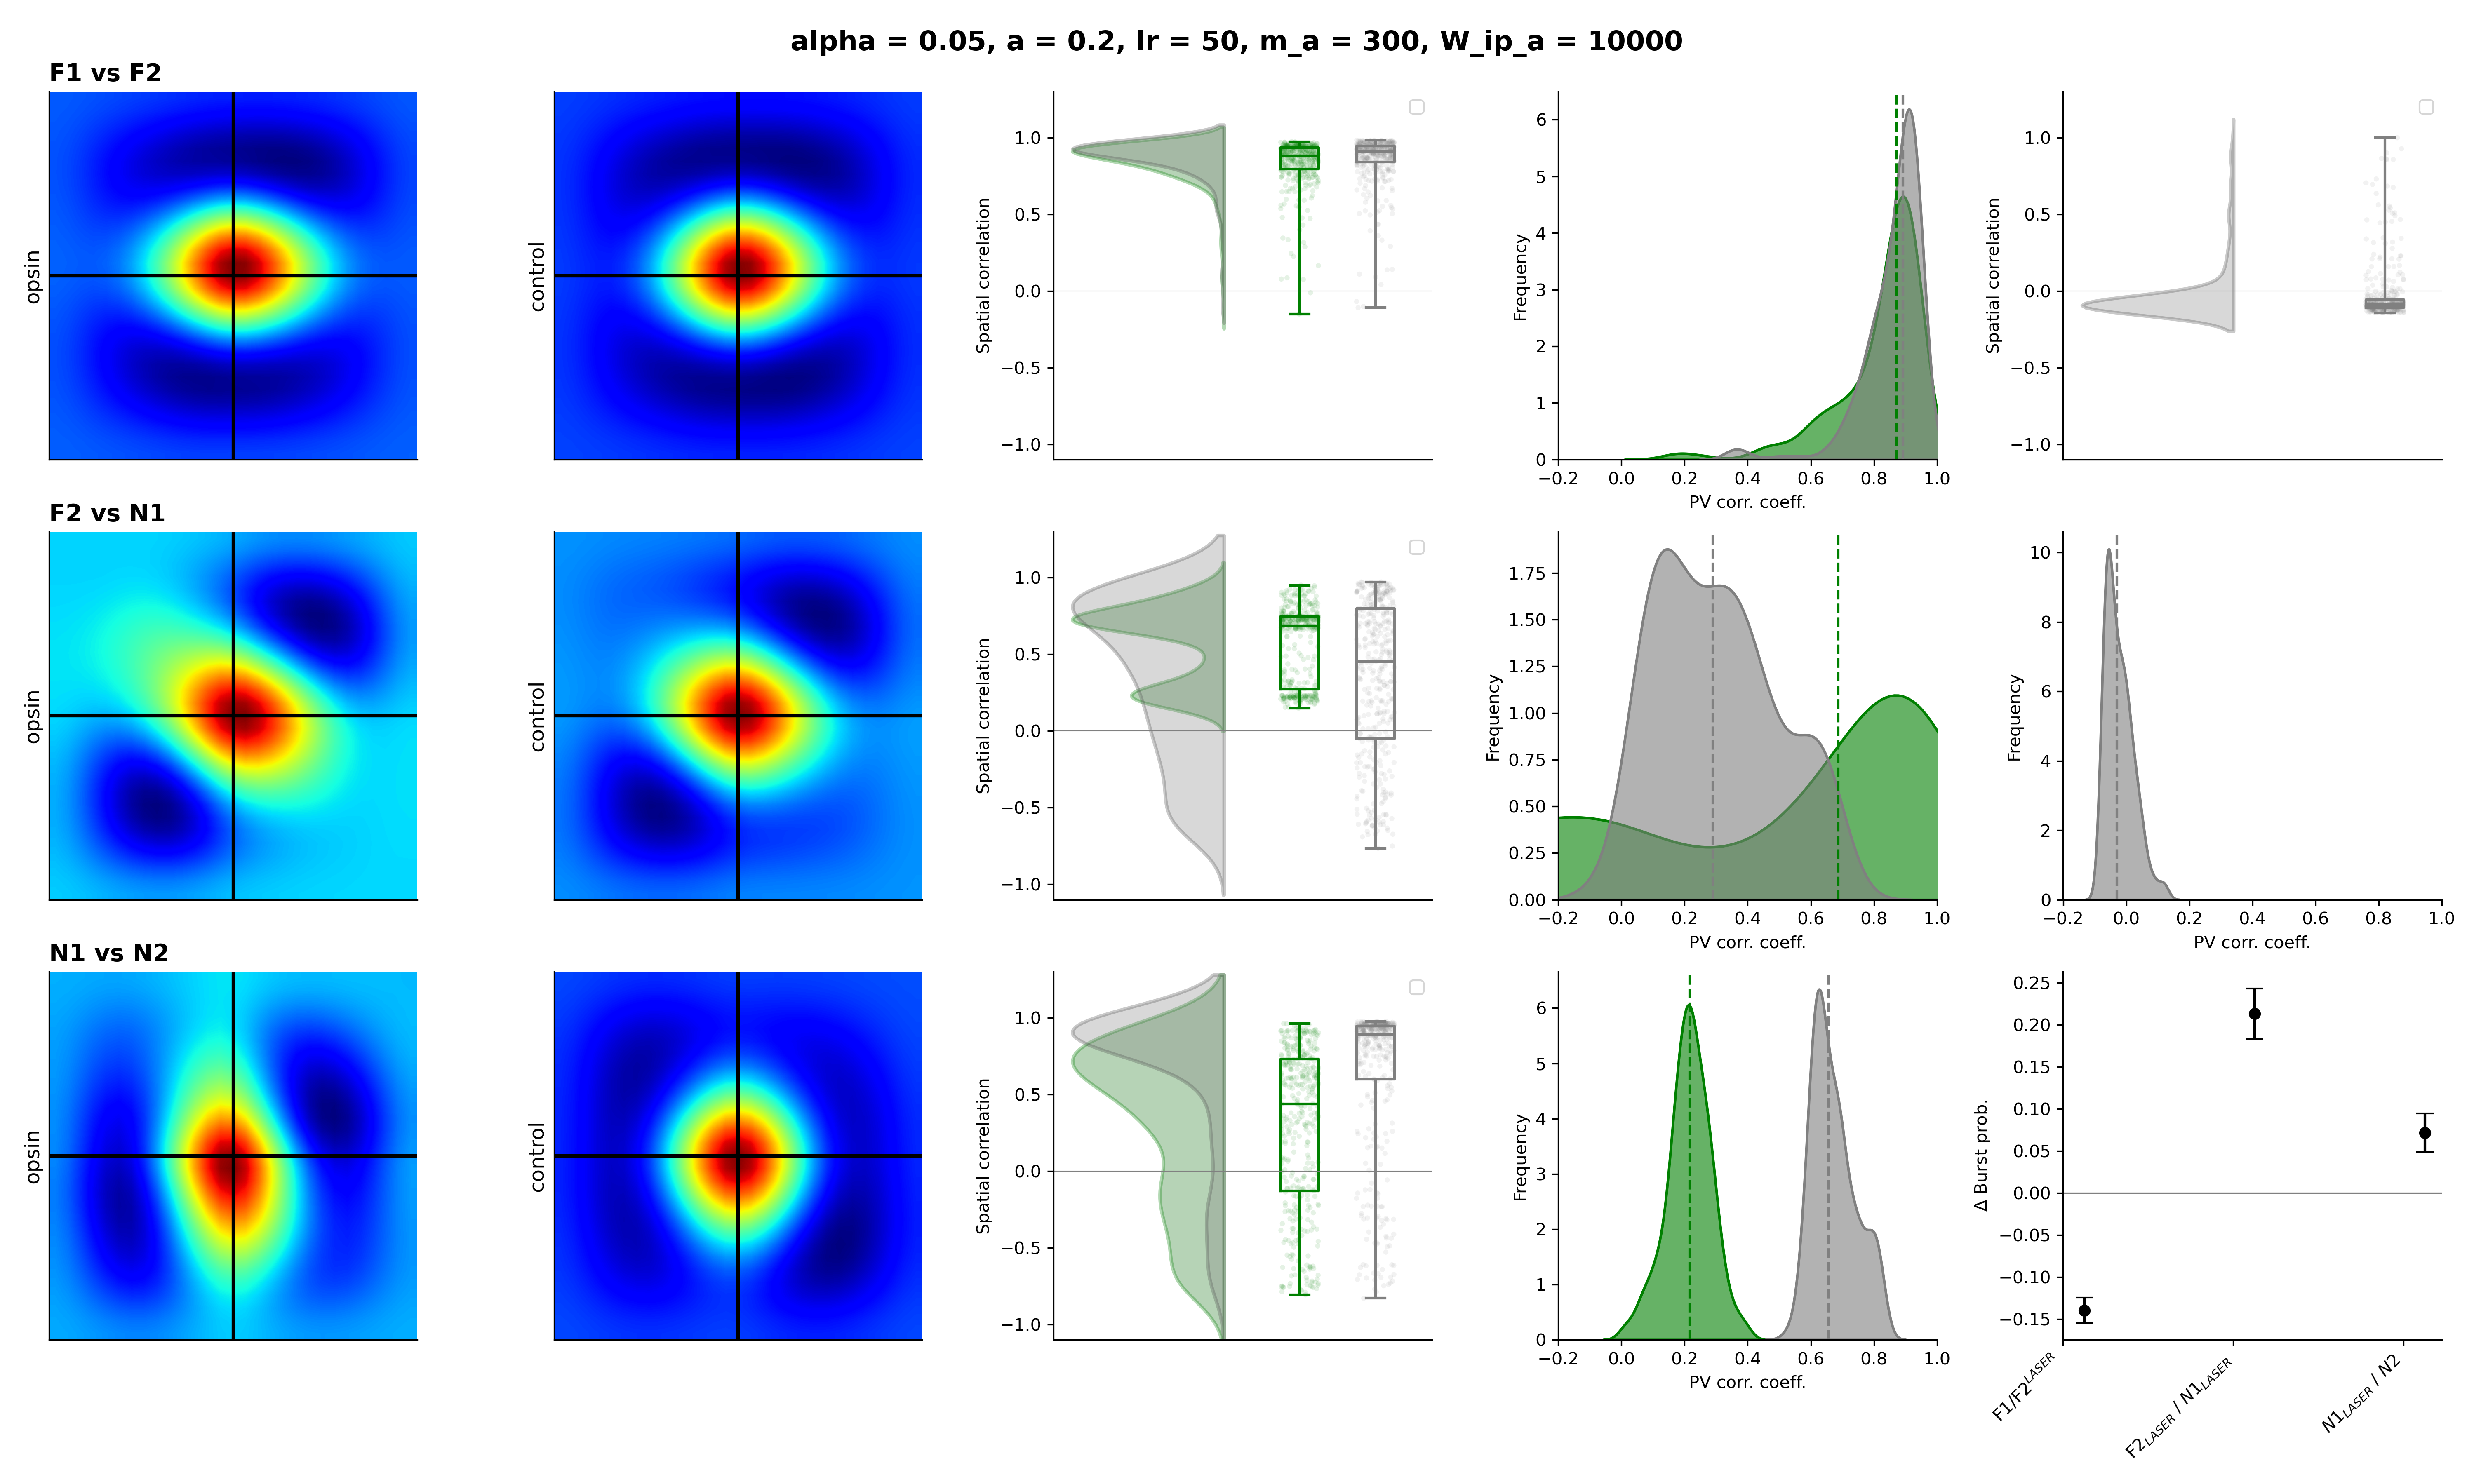 alpha = 0.05, a = 0.2, lr = 50, m_a = 300, W_ip_a = 10000
F1 vs F2
opsin
control
Spatial correlation
1.0
0.5
0.0
−0.5
−1.0
Frequency
6
5
4
3
2
1
0
−0.2 0.0 0.2 0.4 0.6 0.8 1.0
PV corr. coeff.
Spatial correlation
1.0
0.5
0.0
−0.5
−1.0
F2 vs N1
opsin
control
Spatial correlation
1.0
0.5
0.0
−0.5
−1.0
Frequency
1.75
1.50
1.25
1.00
0.75
0.50
0.25
0.00
−0.2 0.0 0.2 0.4 0.6 0.8 1.0
PV corr. coeff.
Frequency
10
8
6
4
2
0
−0.2 0.0 0.2 0.4 0.6 0.8 1.0
PV corr. coeff.
N1 vs N2
opsin
control
Spatial correlation
1.0
0.5
0.0
−0.5
−1.0
Frequency
6
5
4
3
2
1
0
−0.2 0.0 0.2 0.4 0.6 0.8 1.0
PV corr. coeff.
Δ Burst prob.
0.25
0.20
0.15
0.10
0.05
0.00
−0.05
−0.10
−0.15
F1/F2^LASER
F2_LASER / N1_LASER
N1_LASER / N2